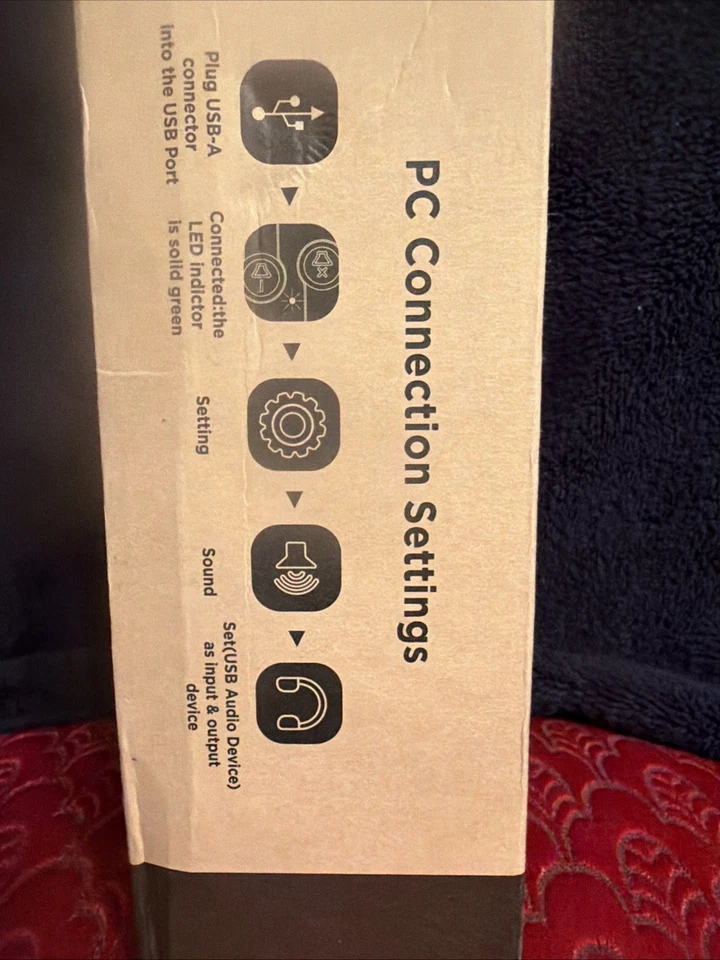 PC Connection Settings
Plug USB-A
connector
into the USB Port
Connected:the
LED indictor
is solid green
Setting
Sound
Set(USB Audio Device)
as input & output
device